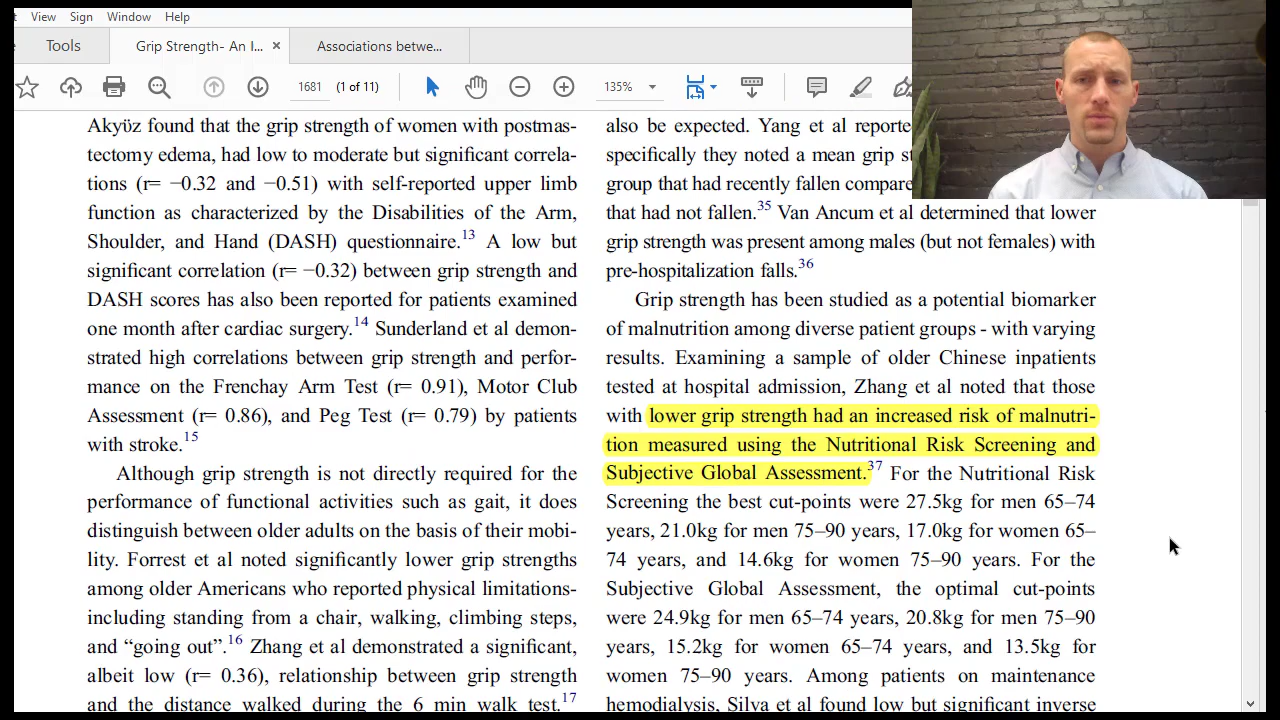 View Sign Window Help
Tools
Grip Strength- An I... ×
Associations betwe...
1681 (1 of 11)
135%
Akyüz found that the grip strength of women with postmas-
tectomy edema, had low to moderate but significant correla-
tions (r= −0.32 and −0.51) with self-reported upper limb
function as characterized by the Disabilities of the Arm,
Shoulder, and Hand (DASH) questionnaire.13 A low but
significant correlation (r= −0.32) between grip strength and
DASH scores has also been reported for patients examined
one month after cardiac surgery.14 Sunderland et al demon-
strated high correlations between grip strength and perfor-
mance on the Frenchay Arm Test (r= 0.91), Motor Club
Assessment (r= 0.86), and Peg Test (r= 0.79) by patients
with stroke.15
Although grip strength is not directly required for the
performance of functional activities such as gait, it does
distinguish between older adults on the basis of their mobi-
lity. Forrest et al noted significantly lower grip strengths
among older Americans who reported physical limitations-
including standing from a chair, walking, climbing steps,
and “going out”.16 Zhang et al demonstrated a significant,
albeit low (r= 0.36), relationship between grip strength
and the distance walked during the 6 min walk test.17
also be expected. Yang et al reporte
specifically they noted a mean grip st
group that had recently fallen compare
that had not fallen.35 Van Ancum et al determined that lower
grip strength was present among males (but not females) with
pre-hospitalization falls.36
Grip strength has been studied as a potential biomarker
of malnutrition among diverse patient groups - with varying
results. Examining a sample of older Chinese inpatients
tested at hospital admission, Zhang et al noted that those
with lower grip strength had an increased risk of malnutri-
tion measured using the Nutritional Risk Screening and
Subjective Global Assessment.37 For the Nutritional Risk
Screening the best cut-points were 27.5kg for men 65–74
years, 21.0kg for men 75–90 years, 17.0kg for women 65–
74 years, and 14.6kg for women 75–90 years. For the
Subjective Global Assessment, the optimal cut-points
were 24.9kg for men 65–74 years, 20.8kg for men 75–90
years, 15.2kg for women 65–74 years, and 13.5kg for
women 75–90 years. Among patients on maintenance
hemodialysis, Silva et al found low but significant inverse